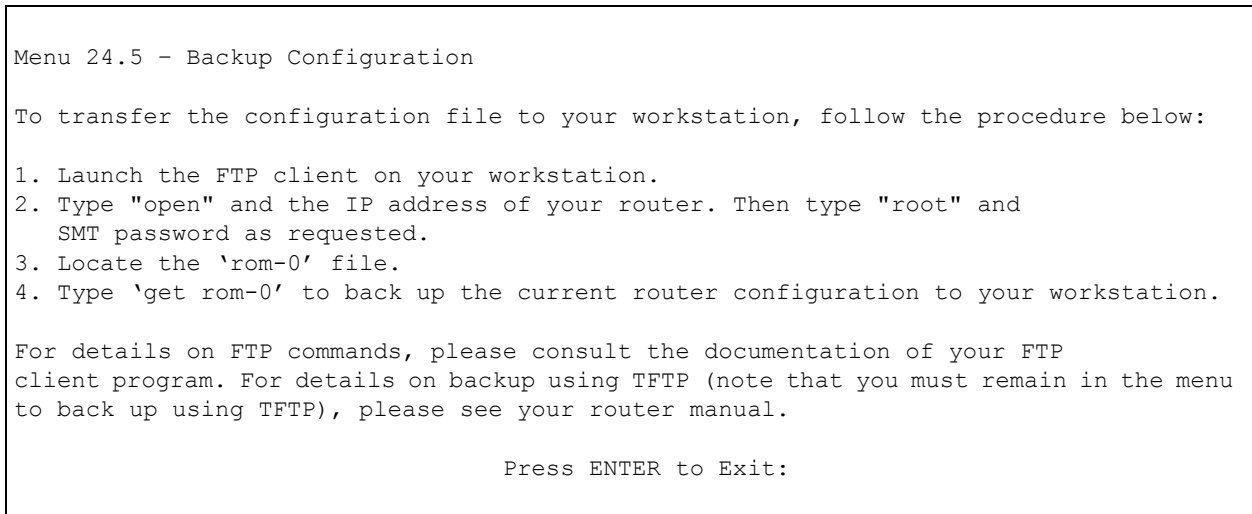 Menu 24.5 – Backup Configuration
To transfer the configuration file to your workstation, follow the procedure below:
1. Launch the FTP client on your workstation.
2. Type "open" and the IP address of your router. Then type "root" and
SMT password as requested.
3. Locate the ‘rom-0’ file.
4. Type ‘get rom-0’ to back up the current router configuration to your workstation.
For details on FTP commands, please consult the documentation of your FTP
client program. For details on backup using TFTP (note that you must remain in the menu
to back up using TFTP), please see your router manual.
Press ENTER to Exit: